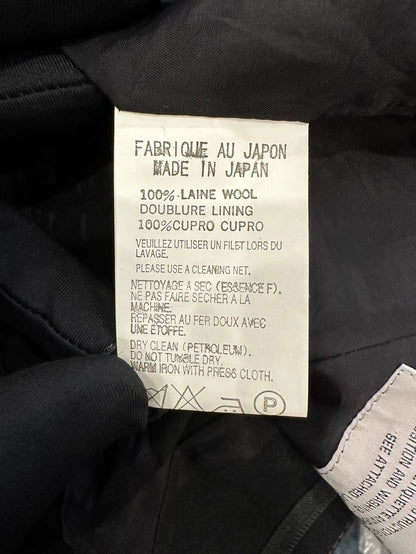 FABRIQUE AU JAPON
MADE IN JAPAN
100% LAINE WOOL
DOUBLURE LINING
100% CUPRO CUPRO
VEUILLEZ UTILISER UN FILET LORS DU
LAVAGE.
PLEASE USE A CLEANING NET.
NETTOYAGE A SEC (ESSENCE F).
NE PAS FAIRE SECHER A LA
MACHINE.
REPASSER AU FER DOUX AVEC
UNE ÉTOFFE.
DRY CLEAN (PETROLEUM).
DO NOT TUMBLE DRY.
WARM IRON WITH PRESS CLOTH.
P
SEE ATTACHED